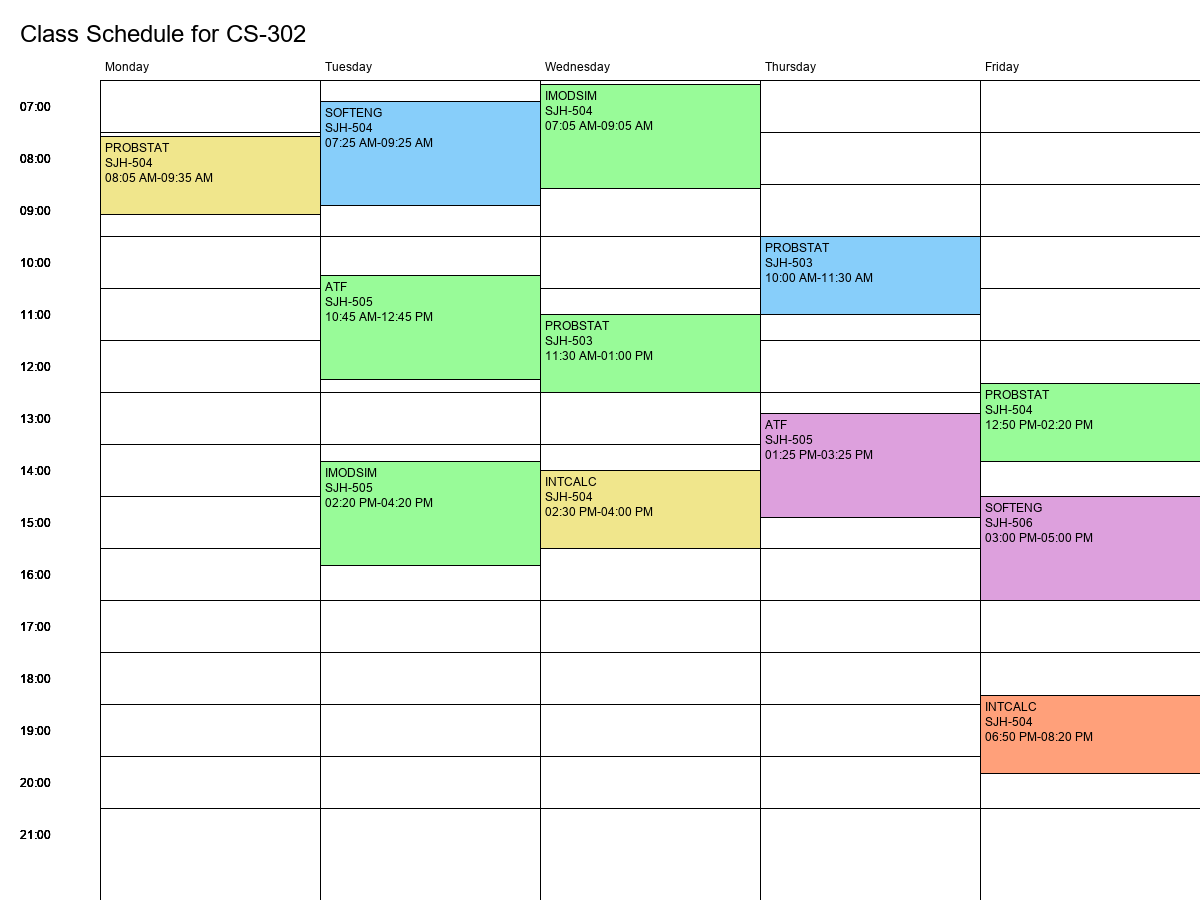 Class Schedule for CS-302
Monday
Tuesday
Wednesday
Thursday
Friday
07:00
08:00
09:00
10:00
11:00
12:00
13:00
14:00
15:00
16:00
17:00
18:00
19:00
20:00
21:00
PROBSTAT
SJH-504
08:05 AM-09:35 AM
SOFTENG
SJH-504
07:25 AM-09:25 AM
ATF
SJH-505
10:45 AM-12:45 PM
IMODSIM
SJH-505
02:20 PM-04:20 PM
IMODSIM
SJH-504
07:05 AM-09:05 AM
PROBSTAT
SJH-503
11:30 AM-01:00 PM
INTCALC
SJH-504
02:30 PM-04:00 PM
PROBSTAT
SJH-503
10:00 AM-11:30 AM
ATF
SJH-505
01:25 PM-03:25 PM
PROBSTAT
SJH-504
12:50 PM-02:20 PM
SOFTENG
SJH-506
03:00 PM-05:00 PM
INTCALC
SJH-504
06:50 PM-08:20 PM